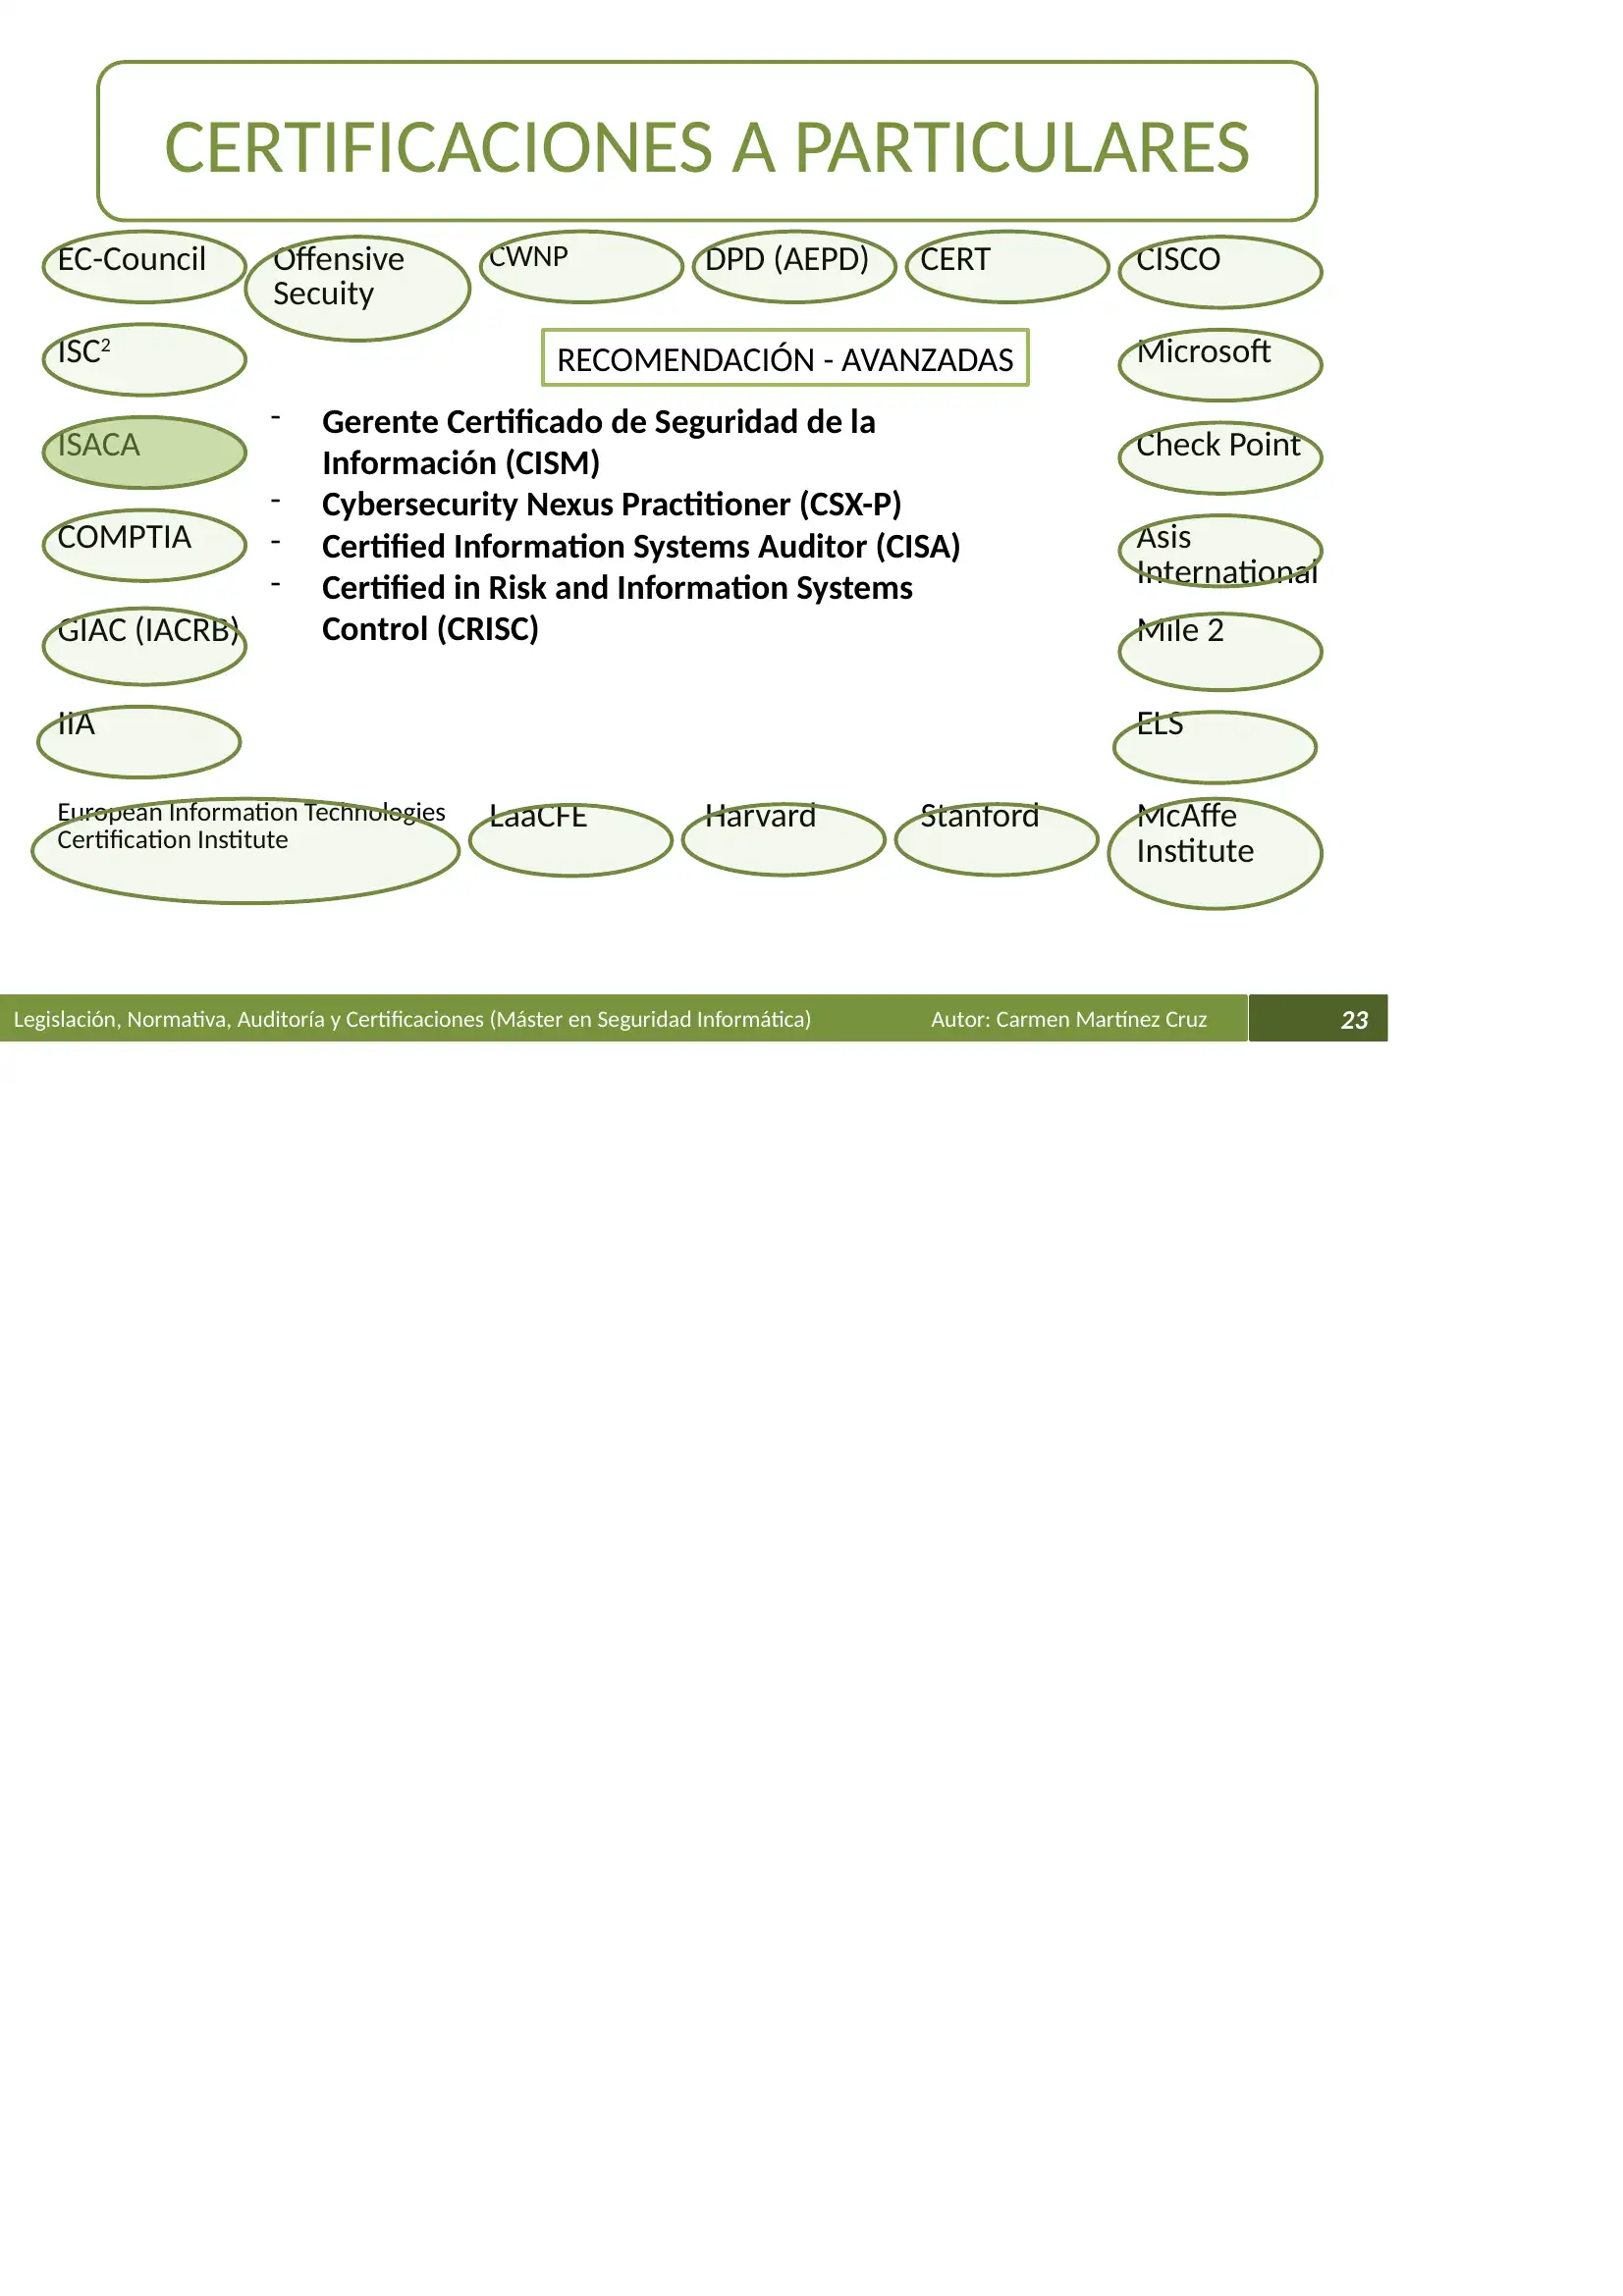 CERTIFICACIONES A PARTICULARES
EC-Council
Offensive
Secuity
CWNP
DPD (AEPD)
CERT
CISCO
ISC²
RECOMENDACIÓN - AVANZADAS
Microsoft
ISACA
- Gerente Certificado de Seguridad de la
Información (CISM)
- Cybersecurity Nexus Practitioner (CSX-P)
- Certified Information Systems Auditor (CISA)
- Certified in Risk and Information Systems
Control (CRISC)
Check Point
COMPTIA
Asis
International
GIAC (IACRB)
Mile 2
IIA
ELS
European Information Technologies
Certification Institute
LaaCFE
Harvard
Stanford
McAffe
Institute
Legislación, Normativa, Auditoría y Certificaciones (Máster en Seguridad Informática)
Autor: Carmen Martínez Cruz
23